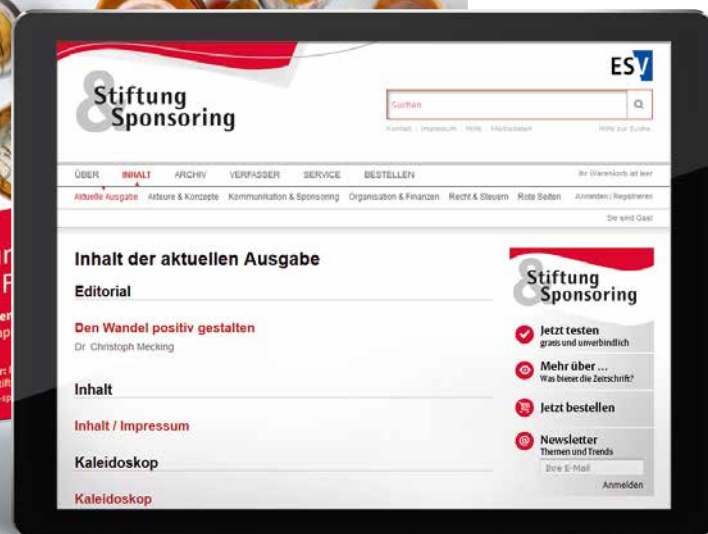 ESV
Stiftung
& Sponsoring
Suchen
Kontakt | Impressum | Hilfe | Mediadaten
Hilfe zur Suche
ÜBER INHALT ARCHIV VERFASSER SERVICE BESTELLEN
Ihr Warenkorb ist leer
Aktuelle Ausgabe Akteure & Konzepte Kommunikation & Sponsoring Organisation & Finanzen Recht & Steuern Rote Seiten
Anmelden | Registrieren
Sie sind Gast
Inhalt der aktuellen Ausgabe
Editorial
Den Wandel positiv gestalten
Dr. Christoph Mecking
Inhalt
Inhalt / Impressum
Kaleidoskop
Kaleidoskop
Stiftung
& Sponsoring
Jetzt testen
gratis und unverbindlich
Mehr über ...
Was bietet die Zeitschrift?
Jetzt bestellen
Newsletter
Themen und Trends
Ihre E-Mail
Anmelden